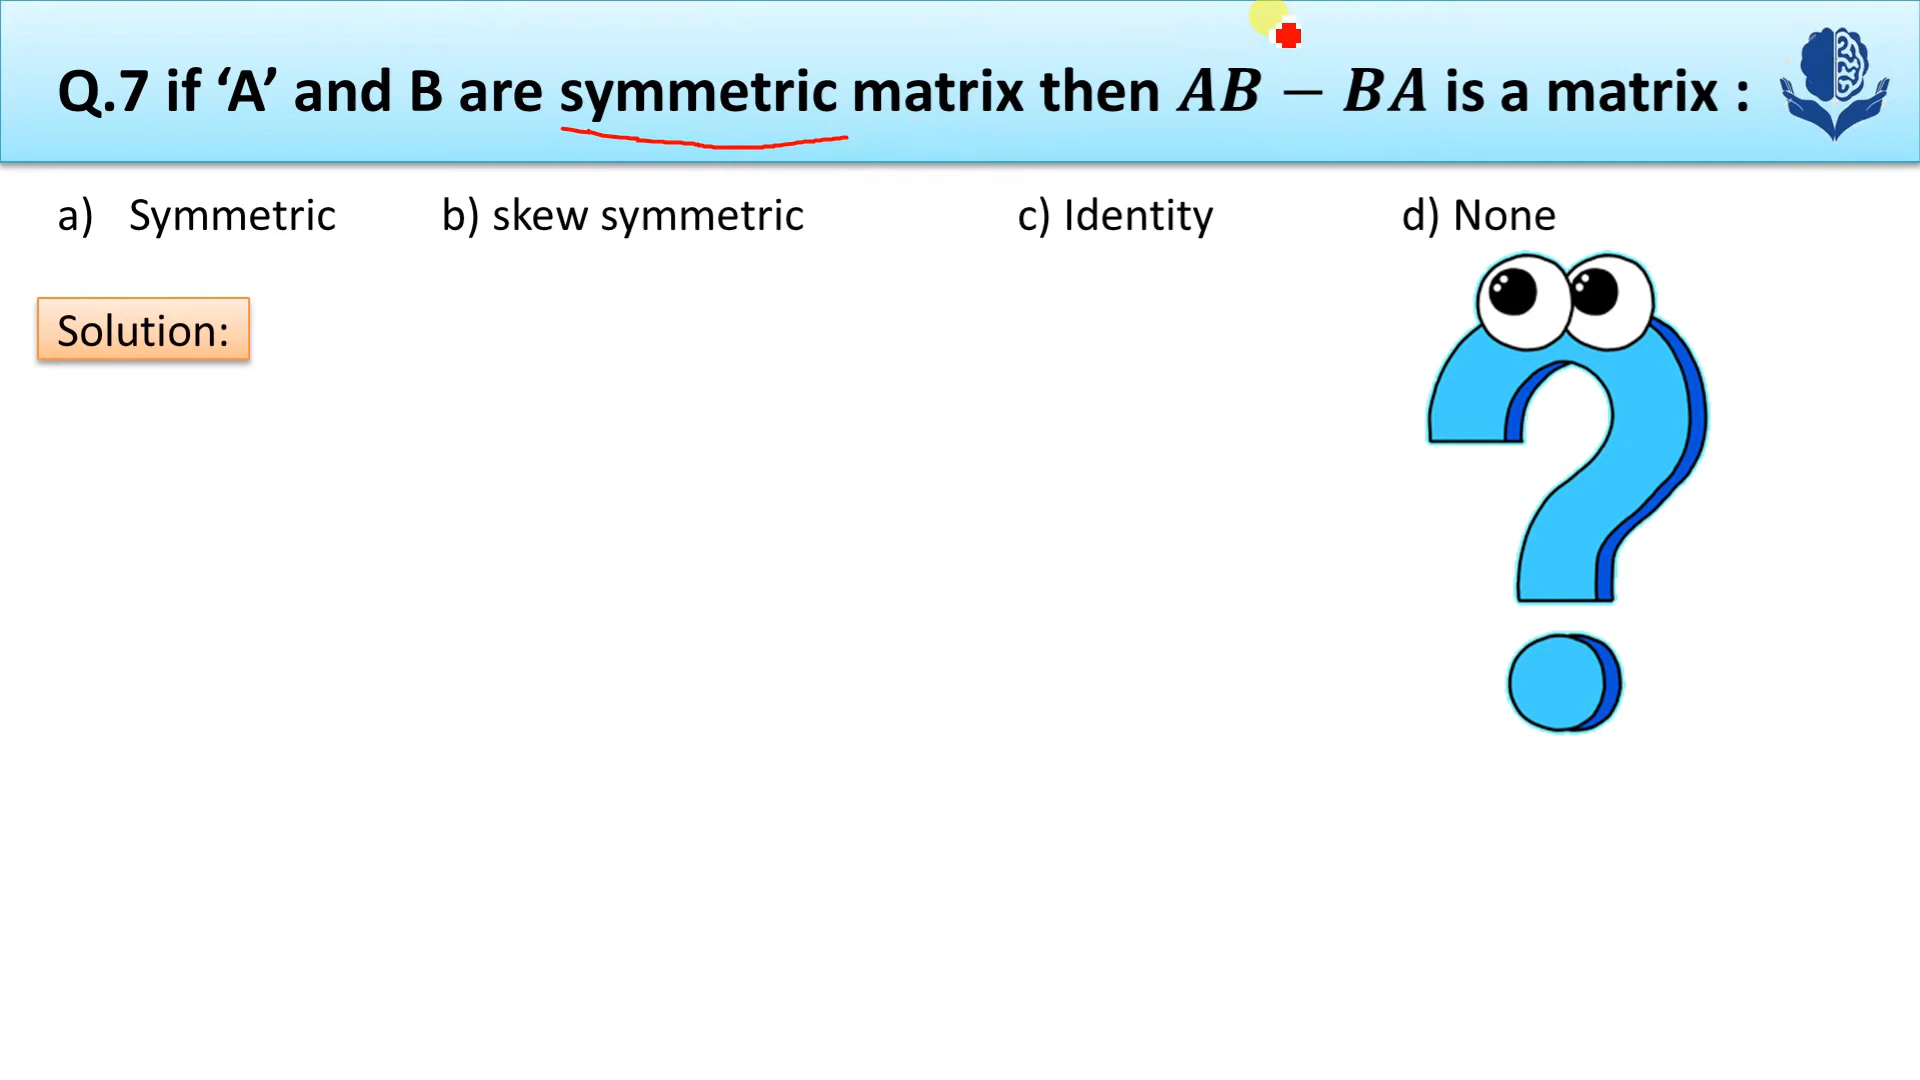 Q.7 if ‘A’ and B are symmetric matrix then AB − BA is a matrix :
a) Symmetric b) skew symmetric c) Identity d) None
Solution: